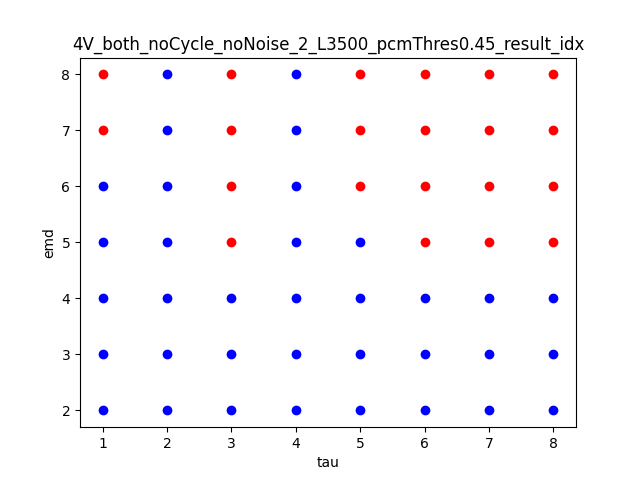 4V_both_noCycle_noNoise_2_L3500_pcmThres0.45_result_idx
8
7
6
5
4
3
2
emd
1 2 3 4 5 6 7 8
tau